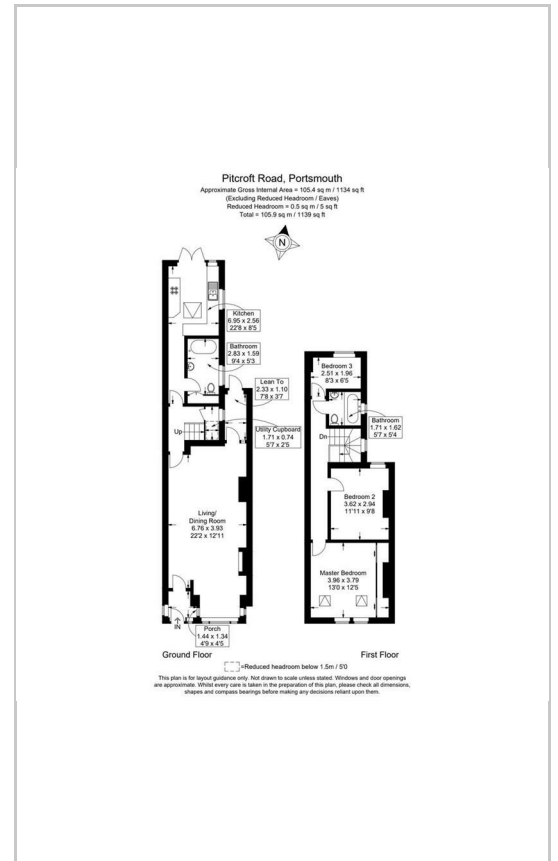 Pitcroft Road, Portsmouth
Approximate Gross Internal Area = 105.4 sq m / 1134 sq ft
(Excluding Reduced Headroom / Eaves)
Reduced Headroom = 0.5 sq m / 5 sq ft
Total = 105.9 sq m / 1139 sq ft
N
Kitchen
6.95 x 2.56
22'8 x 8'5
Bathroom
2.83 x 1.59
9'4 x 5'3
Lean To
2.33 x 1.10
7'8 x 3'7
Up
Utility Cupboard
1.71 x 0.74
5'7 x 2'5
Living/
Dining Room
6.76 x 3.93
22'2 x 12'11
IN
Porch
1.44 x 1.34
4'9 x 4'5
Ground Floor
Bedroom 3
2.51 x 1.96
8'3 x 6'5
Bathroom
1.71 x 1.62
5'7 x 5'4
Dn
Bedroom 2
3.62 x 2.94
11'11 x 9'8
Master Bedroom
3.96 x 3.79
13'0 x 12'5
First Floor
=Reduced headroom below 1.5m / 5'0
This plan is for layout guidance only. Not drawn to scale unless stated. Windows and door openings
are approximate. Whilst every care is taken in the preparation of this plan, please check all dimensions,
shapes and compass bearings before making any decisions reliant upon them.